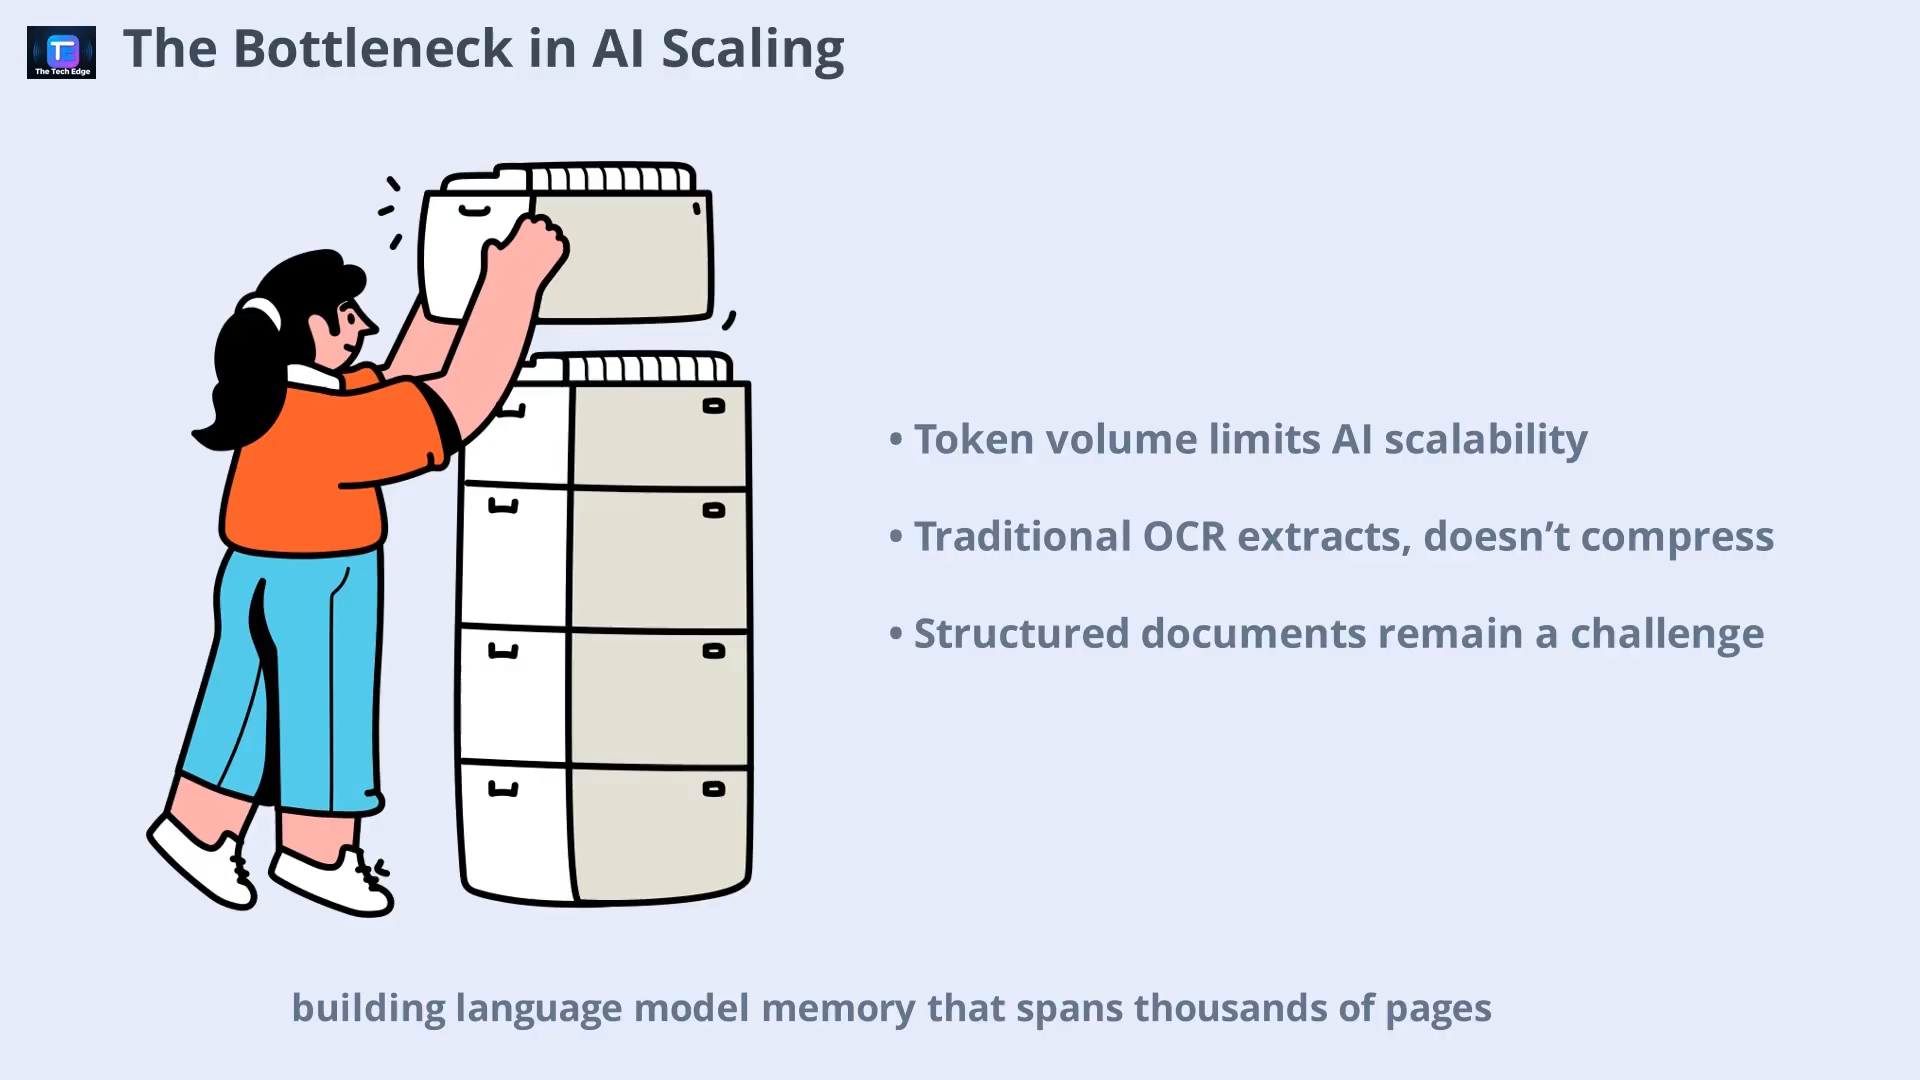 The Tech Edge
The Bottleneck in AI Scaling
• Token volume limits AI scalability
• Traditional OCR extracts, doesn’t compress
• Structured documents remain a challenge
building language model memory that spans thousands of pages